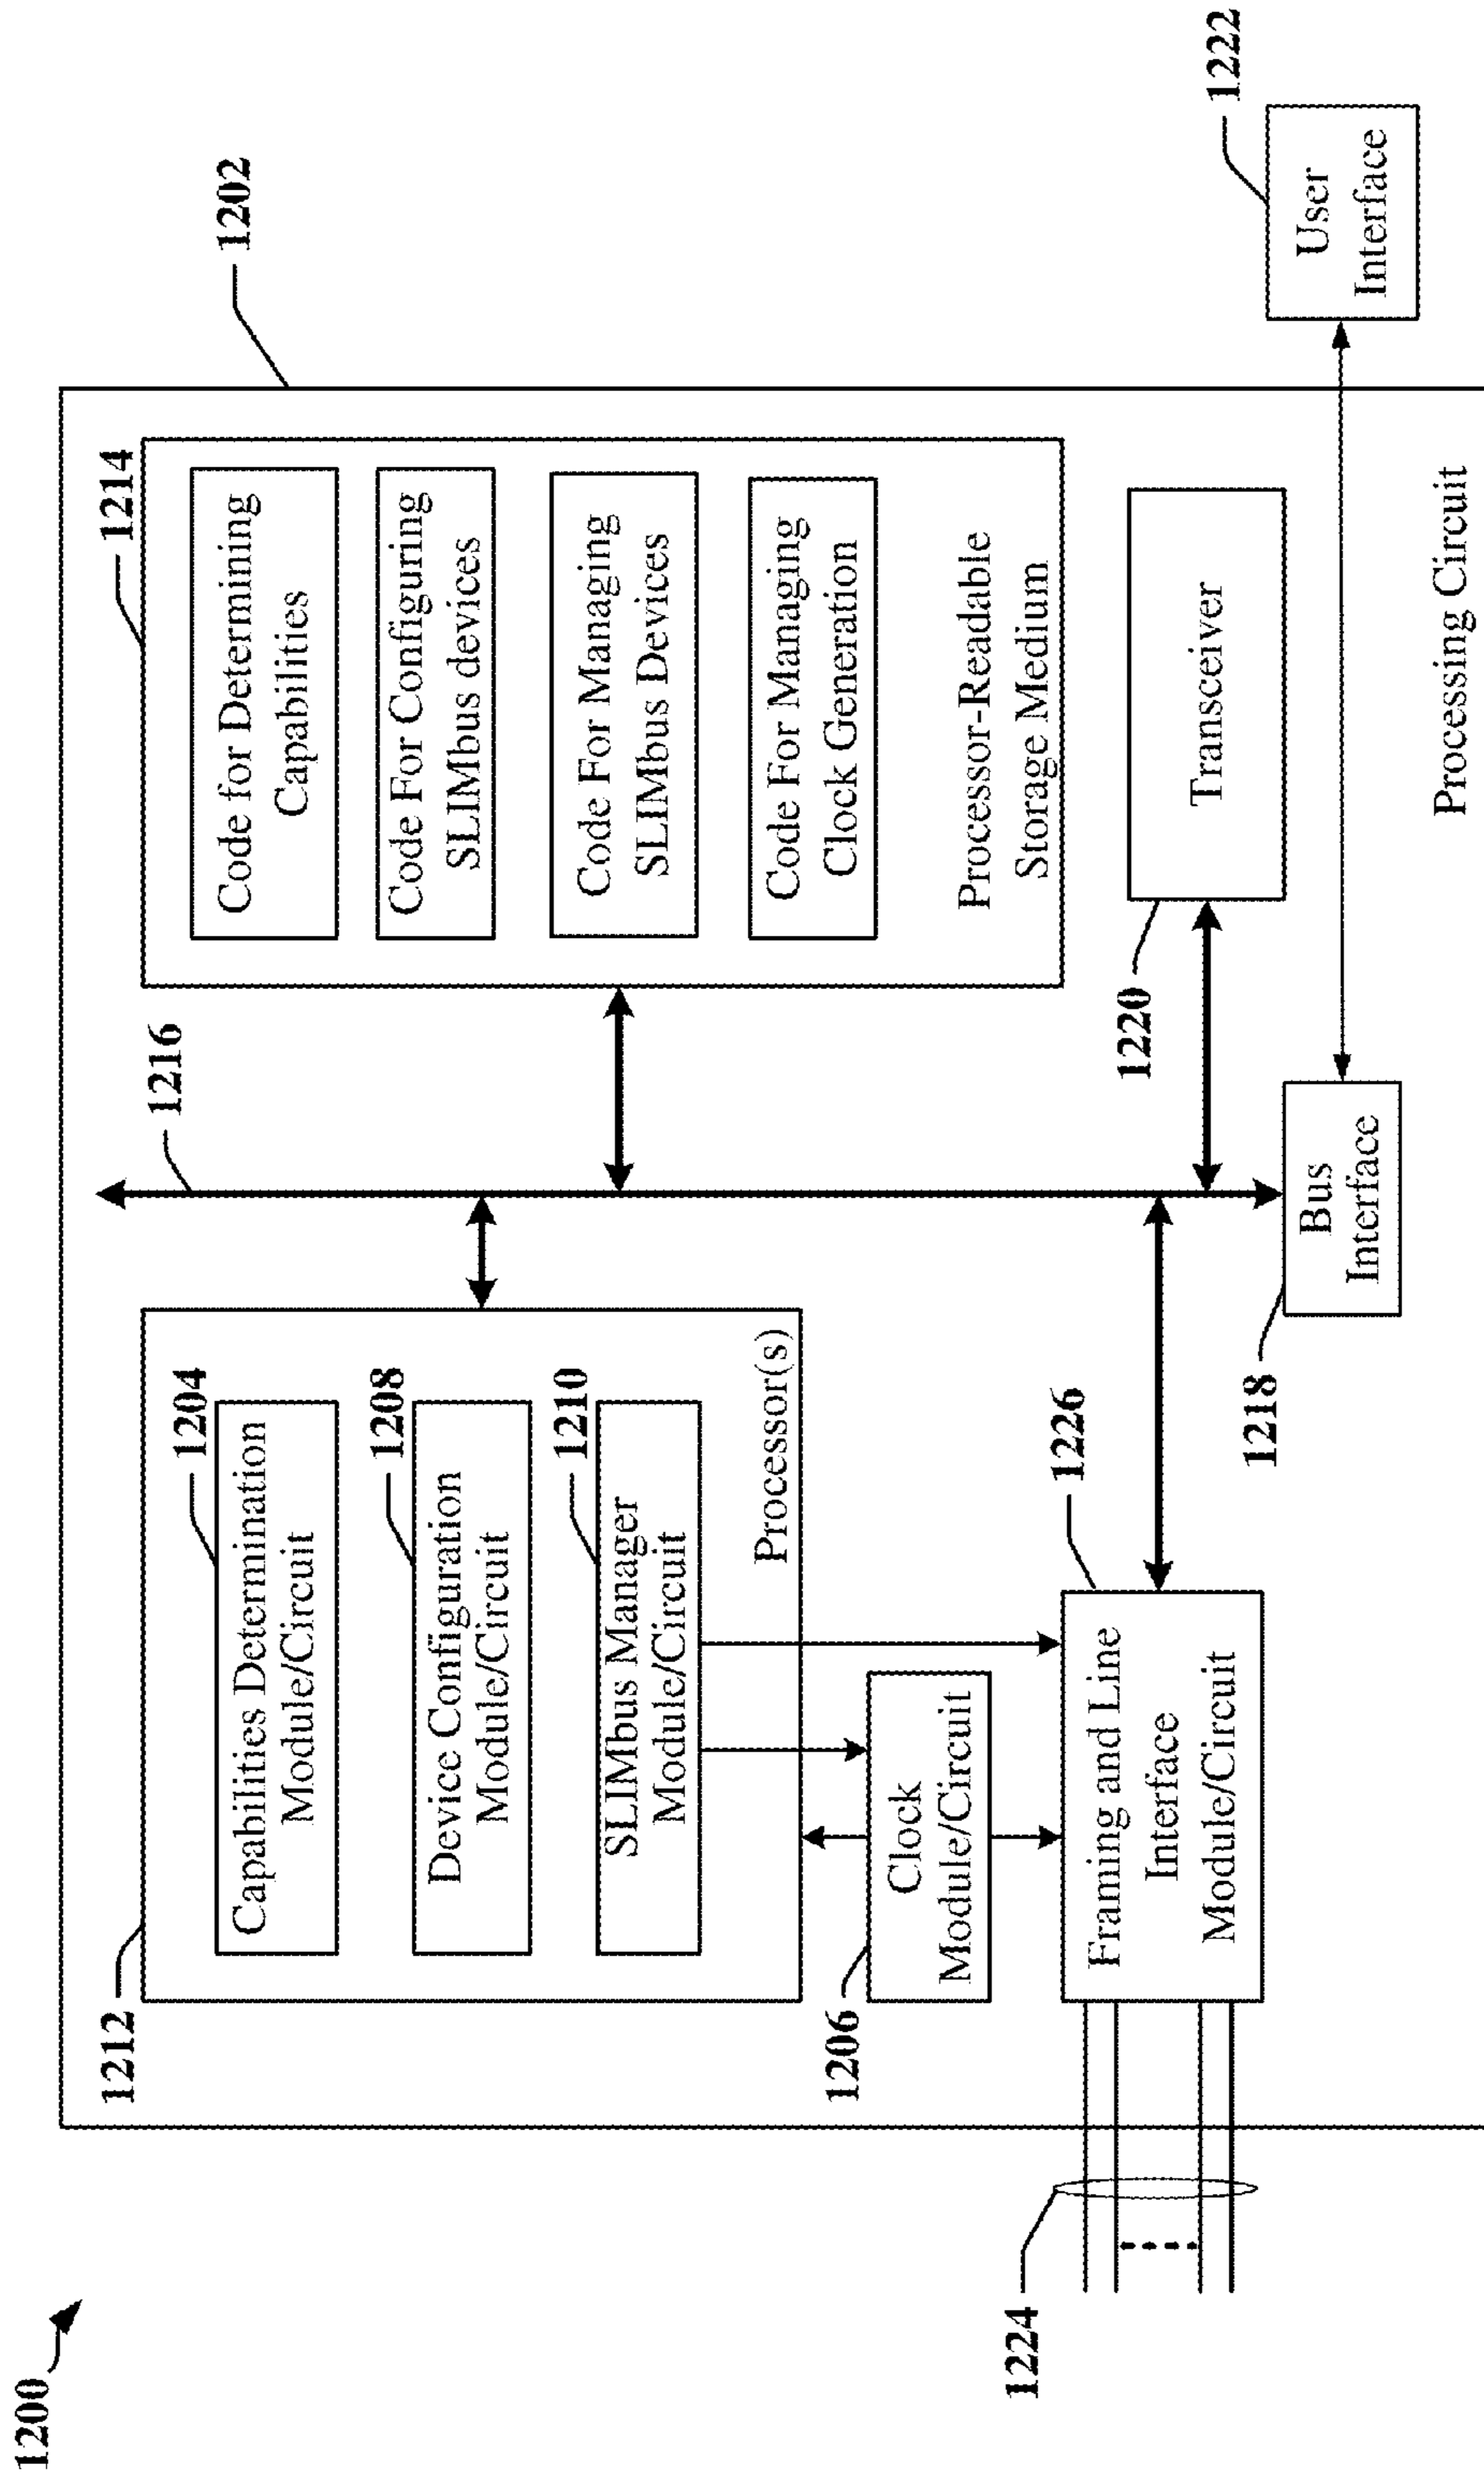 1200
1202
1212
1204
Capabilities Determination
Module/Circuit
1208
Device Configuration
Module/Circuit
1210
SLIMbus Manager
Module/Circuit
Processor(s)
1216
1214
Code for Determining
Capabilities
Code For Configuring
SLIMbus devices
Code For Managing
SLIMbus Devices
Code For Managing
Clock Generation
Processor-Readable
Storage Medium
1206
Clock
Module/Circuit
1226
Framing and Line
Interface
Module/Circuit
1224
1220
Transceiver
1218
Bus
Interface
1222
User
Interface
Processing Circuit